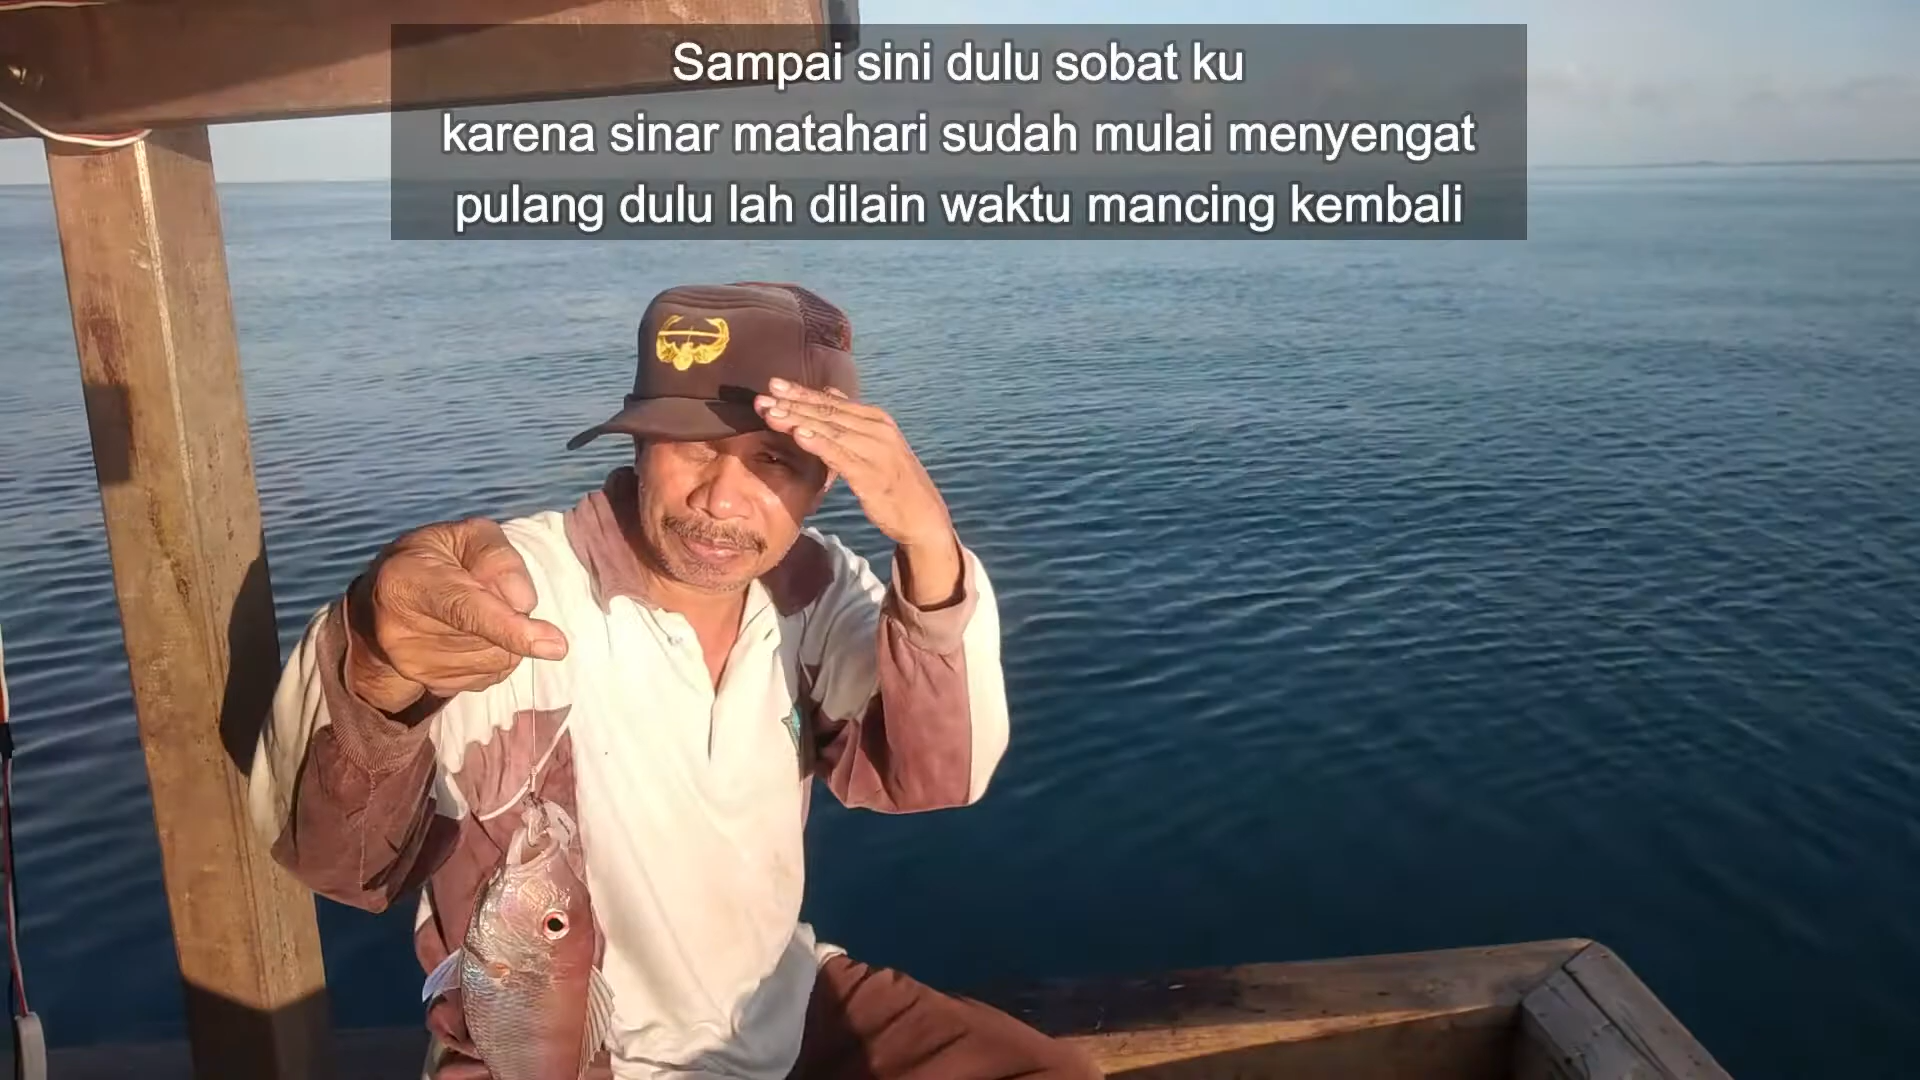 Sampai sini dulu sobat ku
karena sinar matahari sudah mulai menyengat
pulang dulu lah dilain waktu mancing kembali